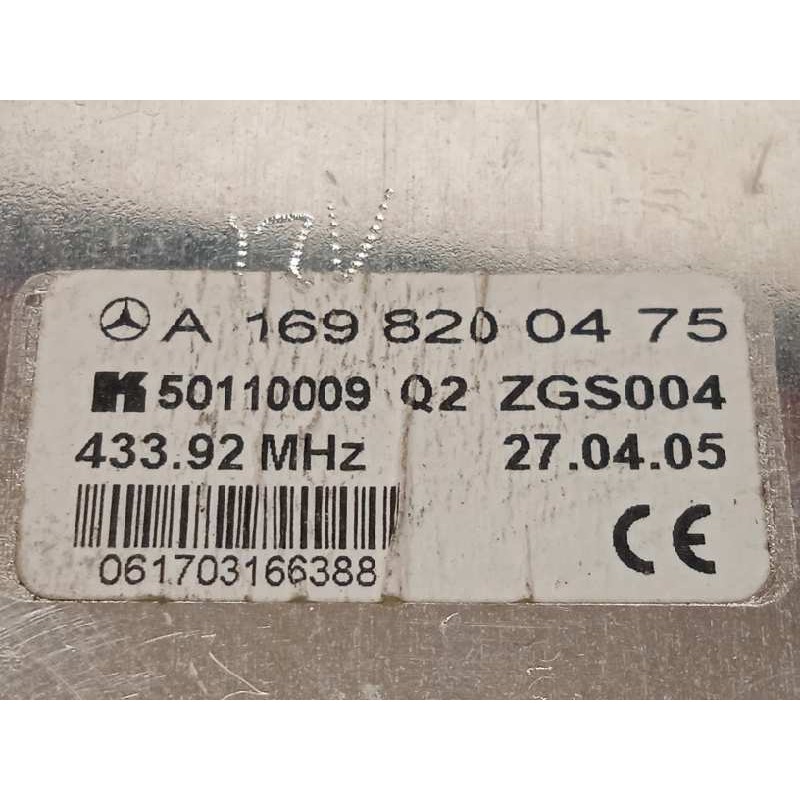 A 169 820 04 75
K 50110009 Q2 ZGS004
433.92 MHz 27.04.05
CE
061703166388